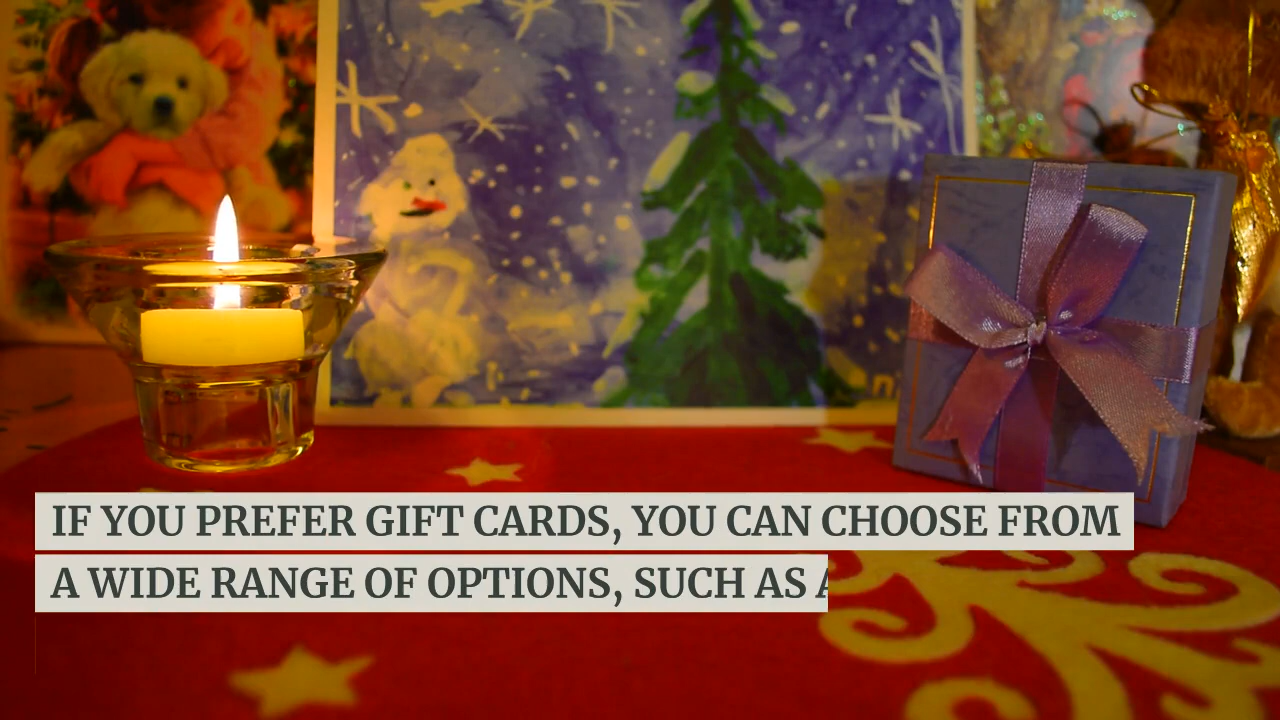 IF YOU PREFER GIFT CARDS, YOU CAN CHOOSE FROM
A WIDE RANGE OF OPTIONS, SUCH AS